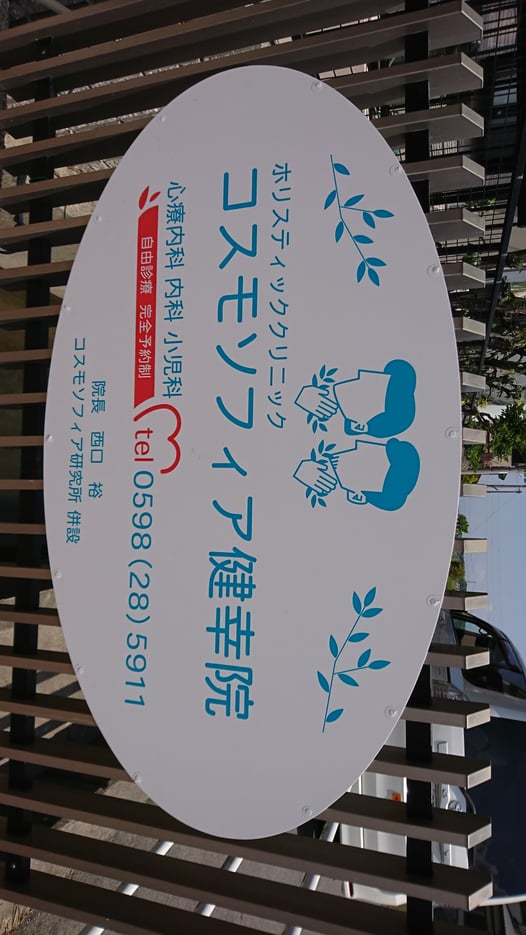 ホリスティッククリニック
コスモソフィア健幸院
心療内科 内科 小児科
自由診療 完全予約制
tel 0598(28)5911
院長 西口 裕
コスモソフィア研究所 併設